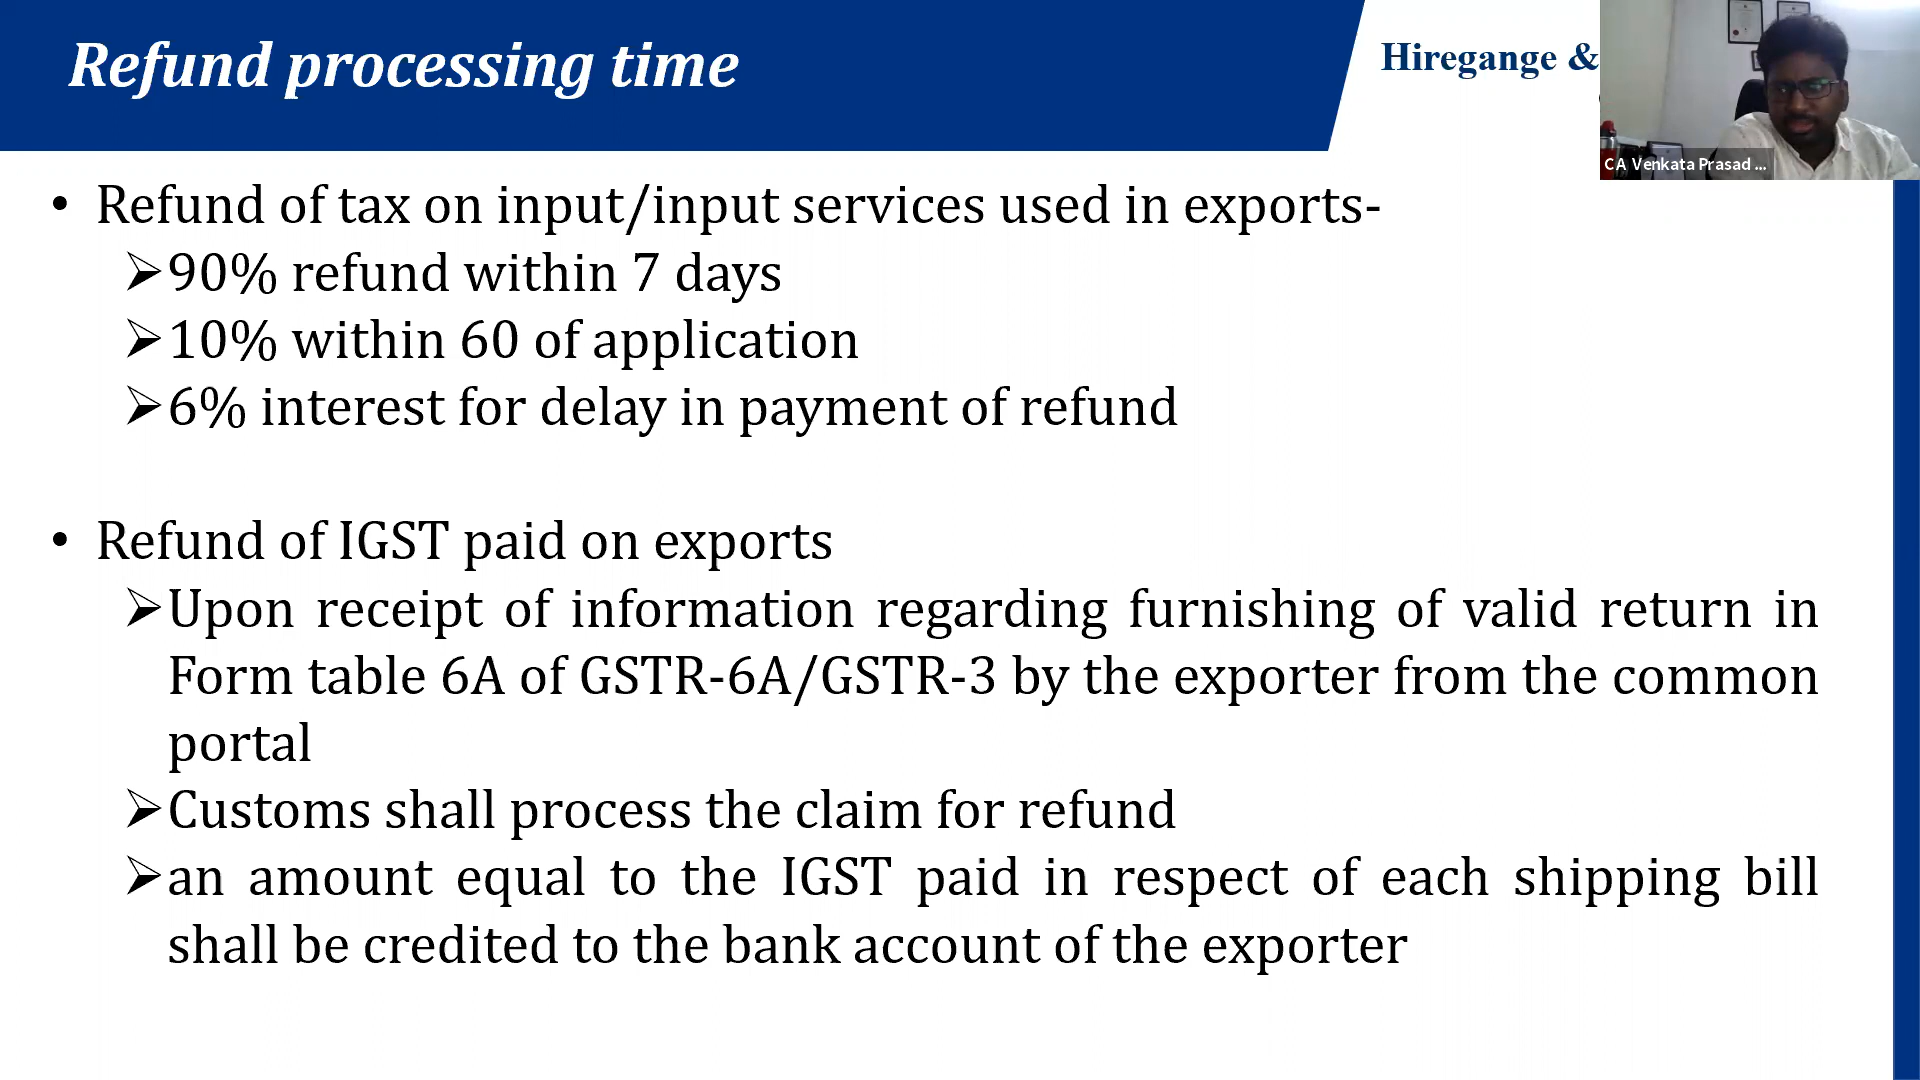 Refund processing time
Hiregange &
CA Venkata Prasad ...
• Refund of tax on input/input services used in exports-
➢90% refund within 7 days
➢10% within 60 of application
➢6% interest for delay in payment of refund
• Refund of IGST paid on exports
➢Upon receipt of information regarding furnishing of valid return in
Form table 6A of GSTR-6A/GSTR-3 by the exporter from the common
portal
➢Customs shall process the claim for refund
➢an amount equal to the IGST paid in respect of each shipping bill
shall be credited to the bank account of the exporter